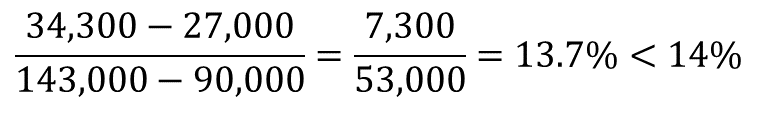 34,300 − 27,000 / 143,000 − 90,000 = 7,300 / 53,000 = 13.7% < 14%